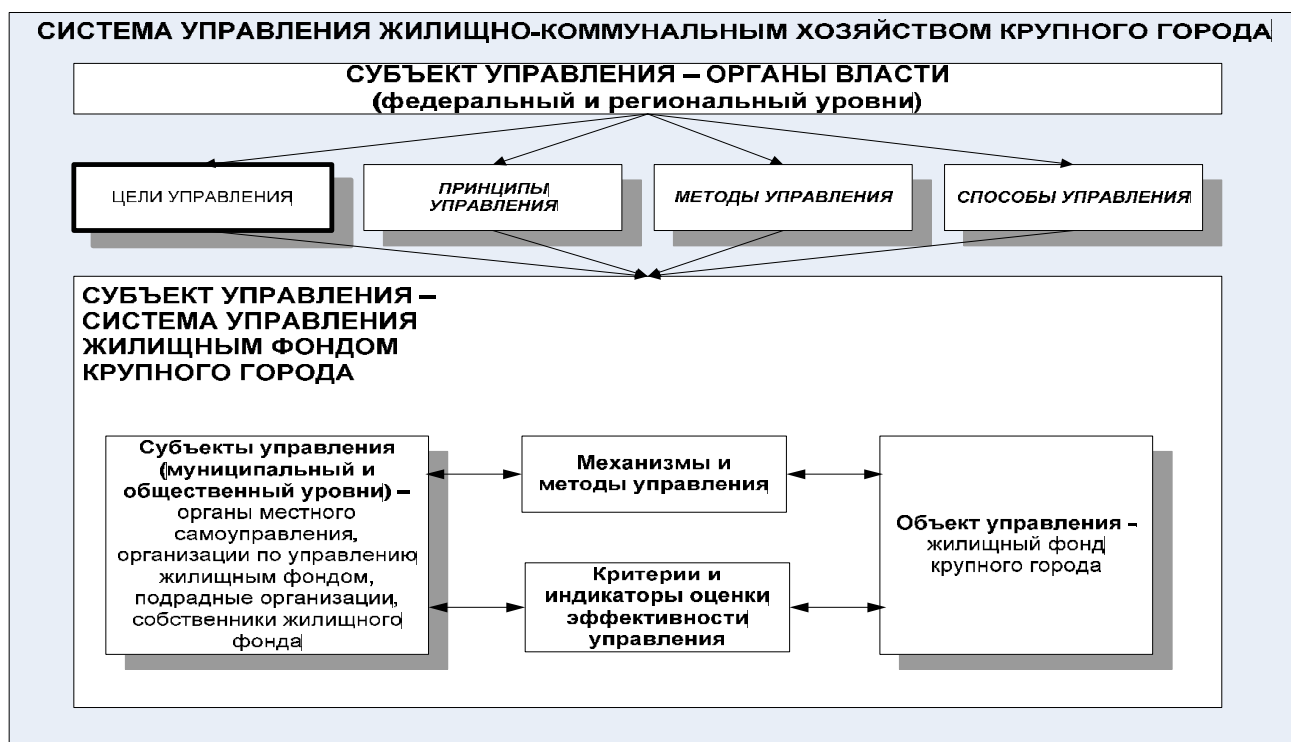 СИСТЕМА УПРАВЛЕНИЯ ЖИЛИЩНО-КОММУНАЛЬНЫМ ХОЗЯЙСТВОМ КРУПНОГО ГОРОДА
СУБЪЕКТ УПРАВЛЕНИЯ – ОРГАНЫ ВЛАСТИ
(федеральный и региональный уровни)
ЦЕЛИ УПРАВЛЕНИЯ
ПРИНЦИПЫ
УПРАВЛЕНИЯ
МЕТОДЫ УПРАВЛЕНИЯ
СПОСОБЫ УПРАВЛЕНИЯ
СУБЪЕКТ УПРАВЛЕНИЯ –
СИСТЕМА УПРАВЛЕНИЯ
ЖИЛИЩНЫМ ФОНДОМ
КРУПНОГО ГОРОДА
Субъекты управления
(муниципальный и
общественный уровни) –
органы местного
самоуправления,
организации по управлению
жилищным фондом,
подрадные организации,
собственники жилищного
фонда
Механизмы и
методы управления
Критерии и
индикаторы оценки
эффективности
управления
Объект управления –
жилищный фонд
крупного города